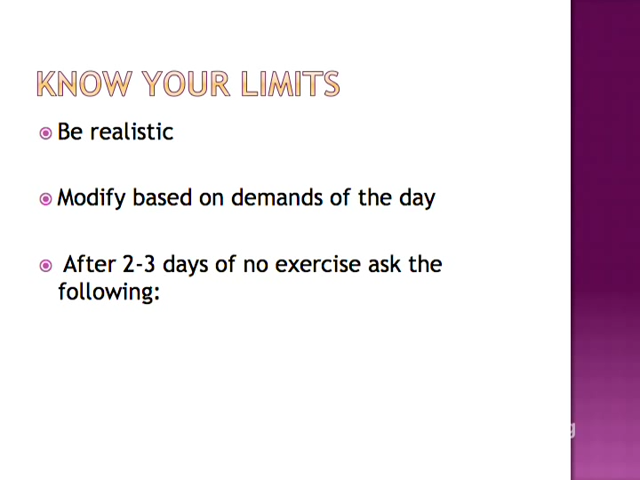 KNOW YOUR LIMITS
Be realistic
Modify based on demands of the day
After 2-3 days of no exercise ask the
following: